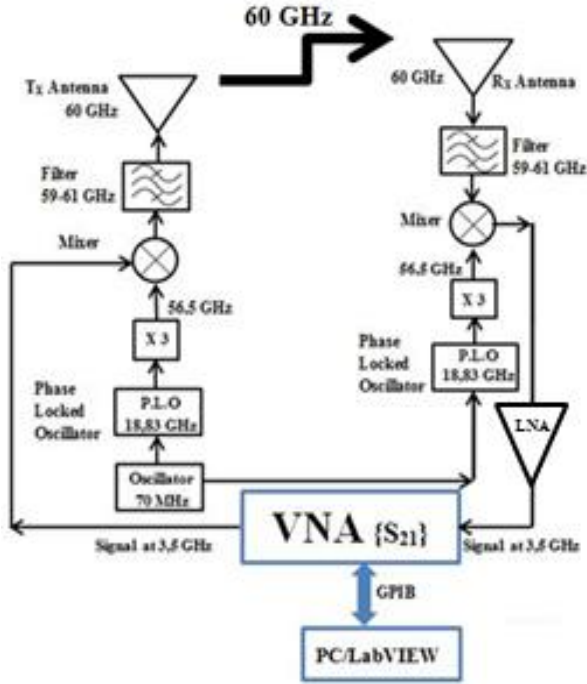 60 GHz
TX Antenna
60 GHz
60 GHz
RX Antenna
Filter
59-61 GHz
Filter
59-61 GHz
Mixer
Mixer
56.5 GHz
56.5 GHz
X 3
X 3
Phase
Locked
Oscillator
P.L.O
18,83 GHz
Phase
Locked
Oscillator
P.L.O
18,83 GHz
LNA
Oscillator
70 MHz
VNA {S21}
Signal at 3,5 GHz
Signal at 3,5 GHz
GPIB
PC/LabVIEW